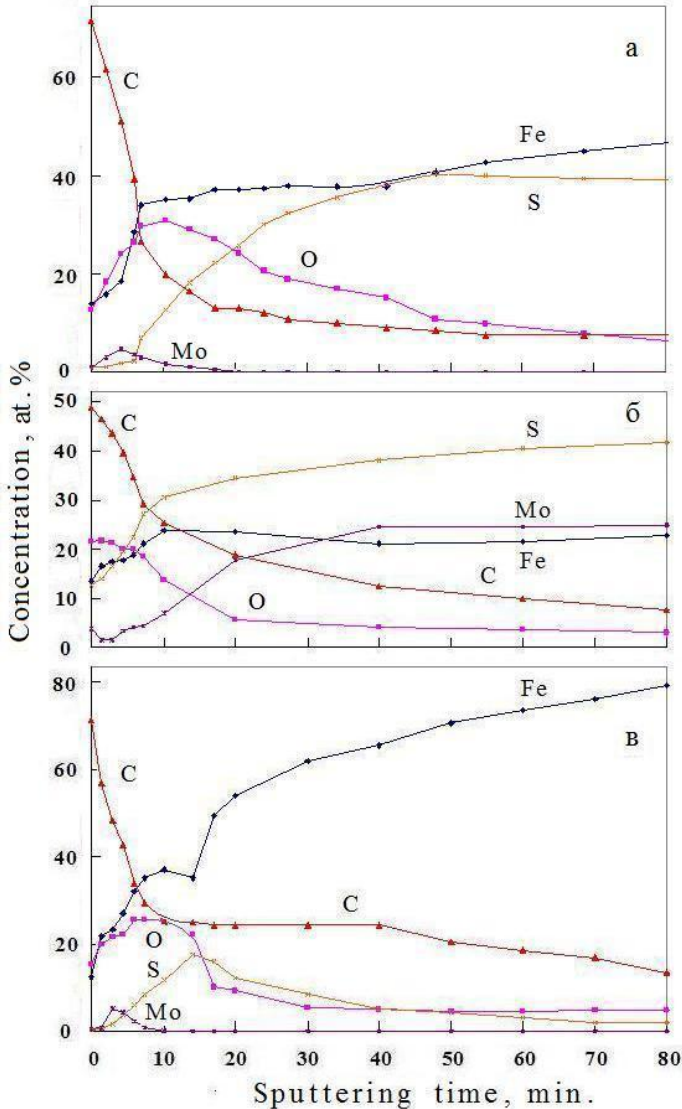 а
60
40
20
0
C
Fe
S
O
Mo
б
50
40
30
20
10
0
C
S
Mo
Fe
C
O
в
80
60
40
20
0
Fe
C
C
O
S
Mo
0 10 20 30 40 50 60 70 80
Sputtering time, min.
Concentration, at.%